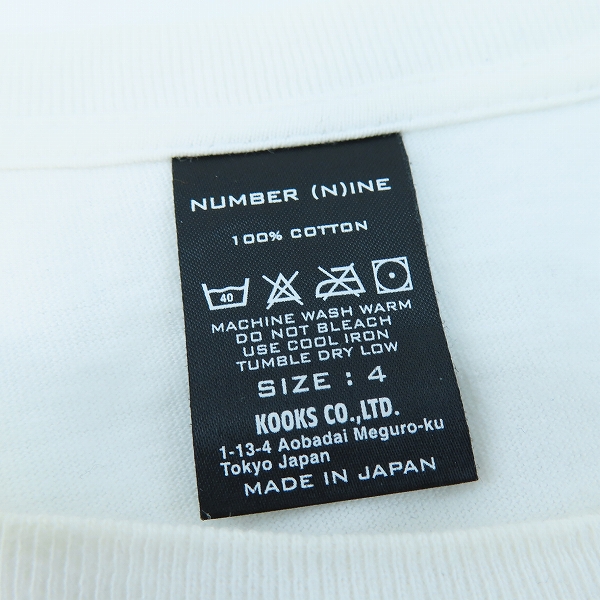 NUMBER (N)INE
100% COTTON
40
MACHINE WASH WARM
DO NOT BLEACH
USE COOL IRON
TUMBLE DRY LOW
SIZE : 4
KOOKS CO.,LTD.
1-13-4 Aobadai Meguro-ku
Tokyo Japan
MADE IN JAPAN